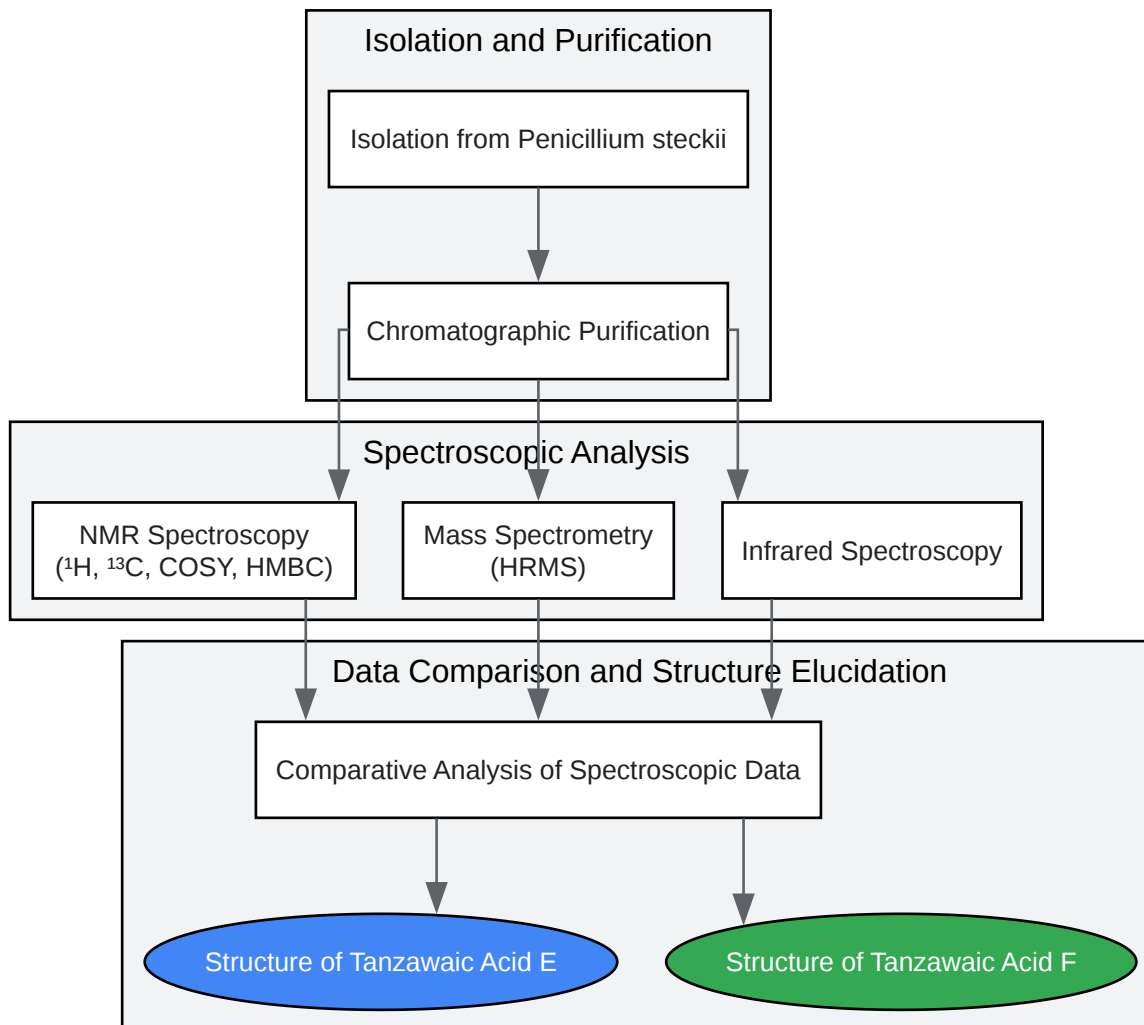 Isolation and Purification
Isolation from Penicillium steckii
Chromatographic Purification
Spectroscopic Analysis
NMR Spectroscopy
(¹H, ¹³C, COSY, HMBC)
Mass Spectrometry
(HRMS)
Infrared Spectroscopy
Data Comparison and Structure Elucidation
Comparative Analysis of Spectroscopic Data
Structure of Tanzawaic Acid E
Structure of Tanzawaic Acid F